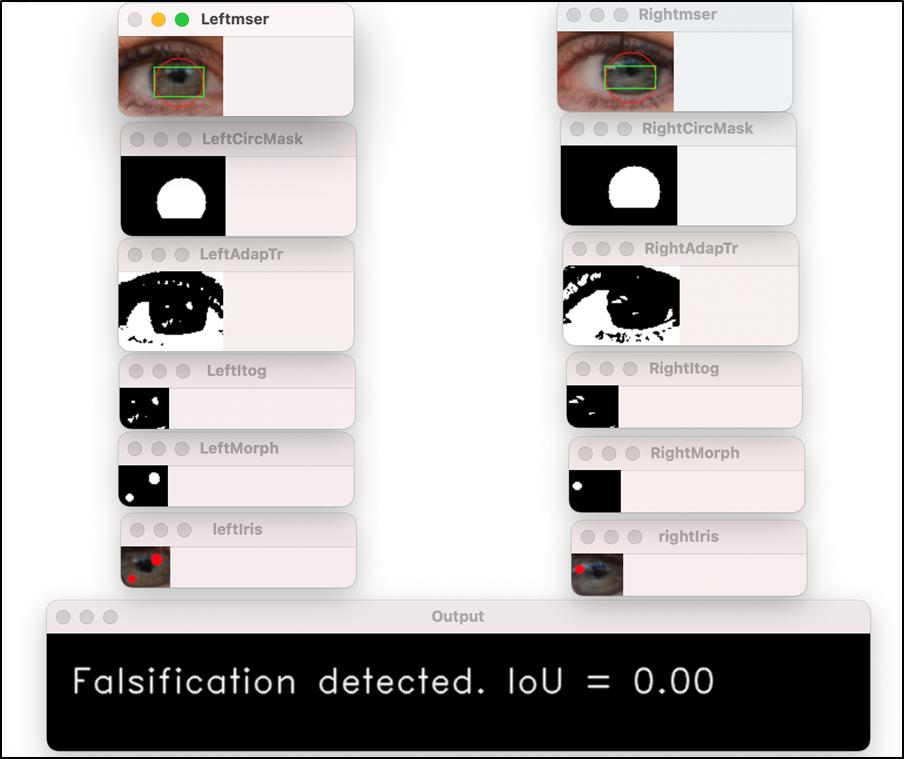 Leftmser
Rightmser
LeftCircMask
RightCircMask
LeftAdapTr
RightAdapTr
LeftItog
RightItog
LeftMorph
RightMorph
leftIris
rightIris
Output
Falsification detected. IoU = 0.00